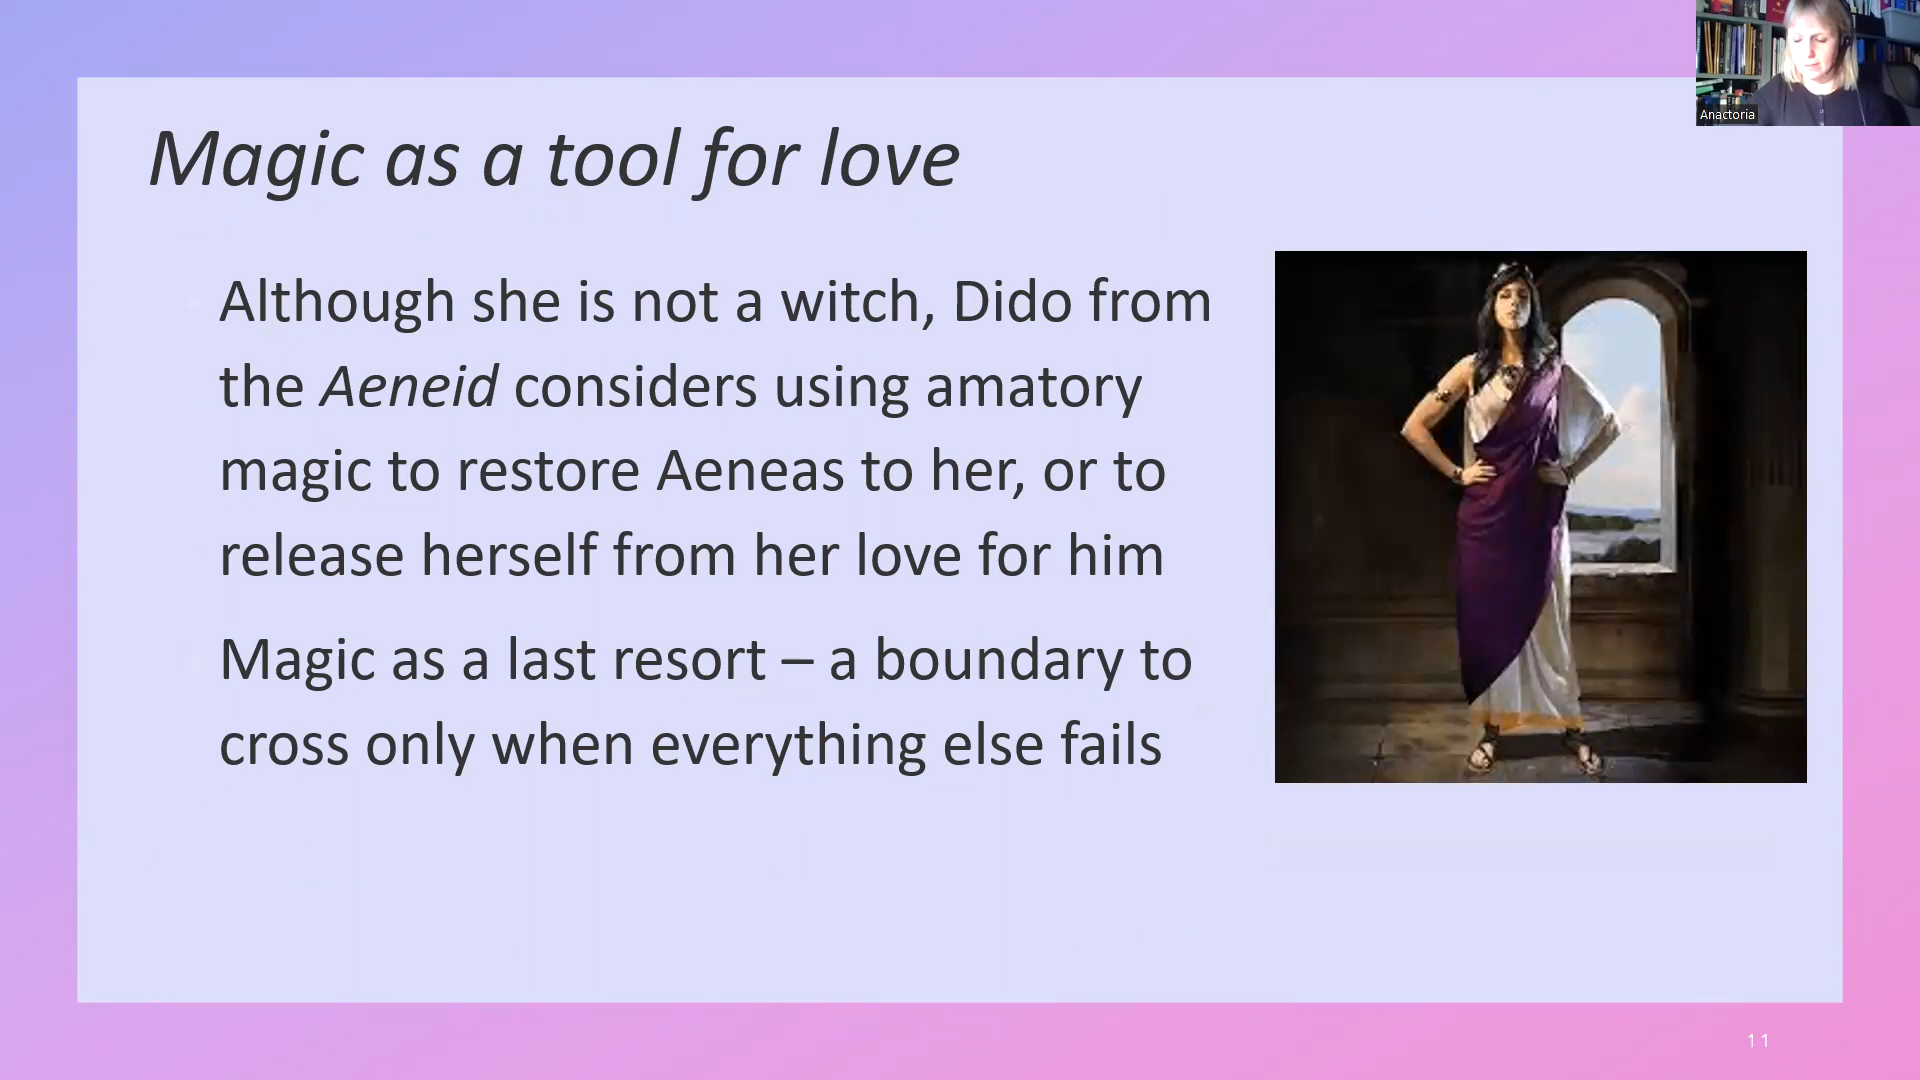 Anactoria
Magic as a tool for love
Although she is not a witch, Dido from
the Aeneid considers using amatory
magic to restore Aeneas to her, or to
release herself from her love for him
Magic as a last resort – a boundary to
cross only when everything else fails
11